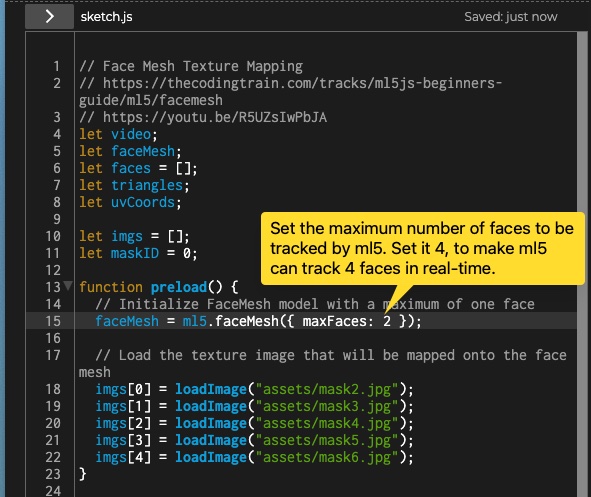 sketch.js
Saved: just now
1 // Face Mesh Texture Mapping
2 // https://thecodingtrain.com/tracks/ml5js-beginners-
guide/ml5/facemesh
3 // https://youtu.be/R5UZsIwPbJA
4 let video;
5 let faceMesh;
6 let faces = [];
7 let triangles;
8 let uvCoords;
9
10 let imgs = [];
11 let maskID = 0;
12
Set the maximum number of faces to be
tracked by ml5. Set it 4, to make ml5
can track 4 faces in real-time.
13 function preload() {
14 // Initialize FaceMesh model with a maximum of one face
15 faceMesh = ml5.faceMesh({ maxFaces: 2 });
16
17 // Load the texture image that will be mapped onto the face
mesh
18 imgs[0] = loadImage("assets/mask2.jpg");
19 imgs[1] = loadImage("assets/mask3.jpg");
20 imgs[2] = loadImage("assets/mask4.jpg");
21 imgs[3] = loadImage("assets/mask5.jpg");
22 imgs[4] = loadImage("assets/mask6.jpg");
23 }
24